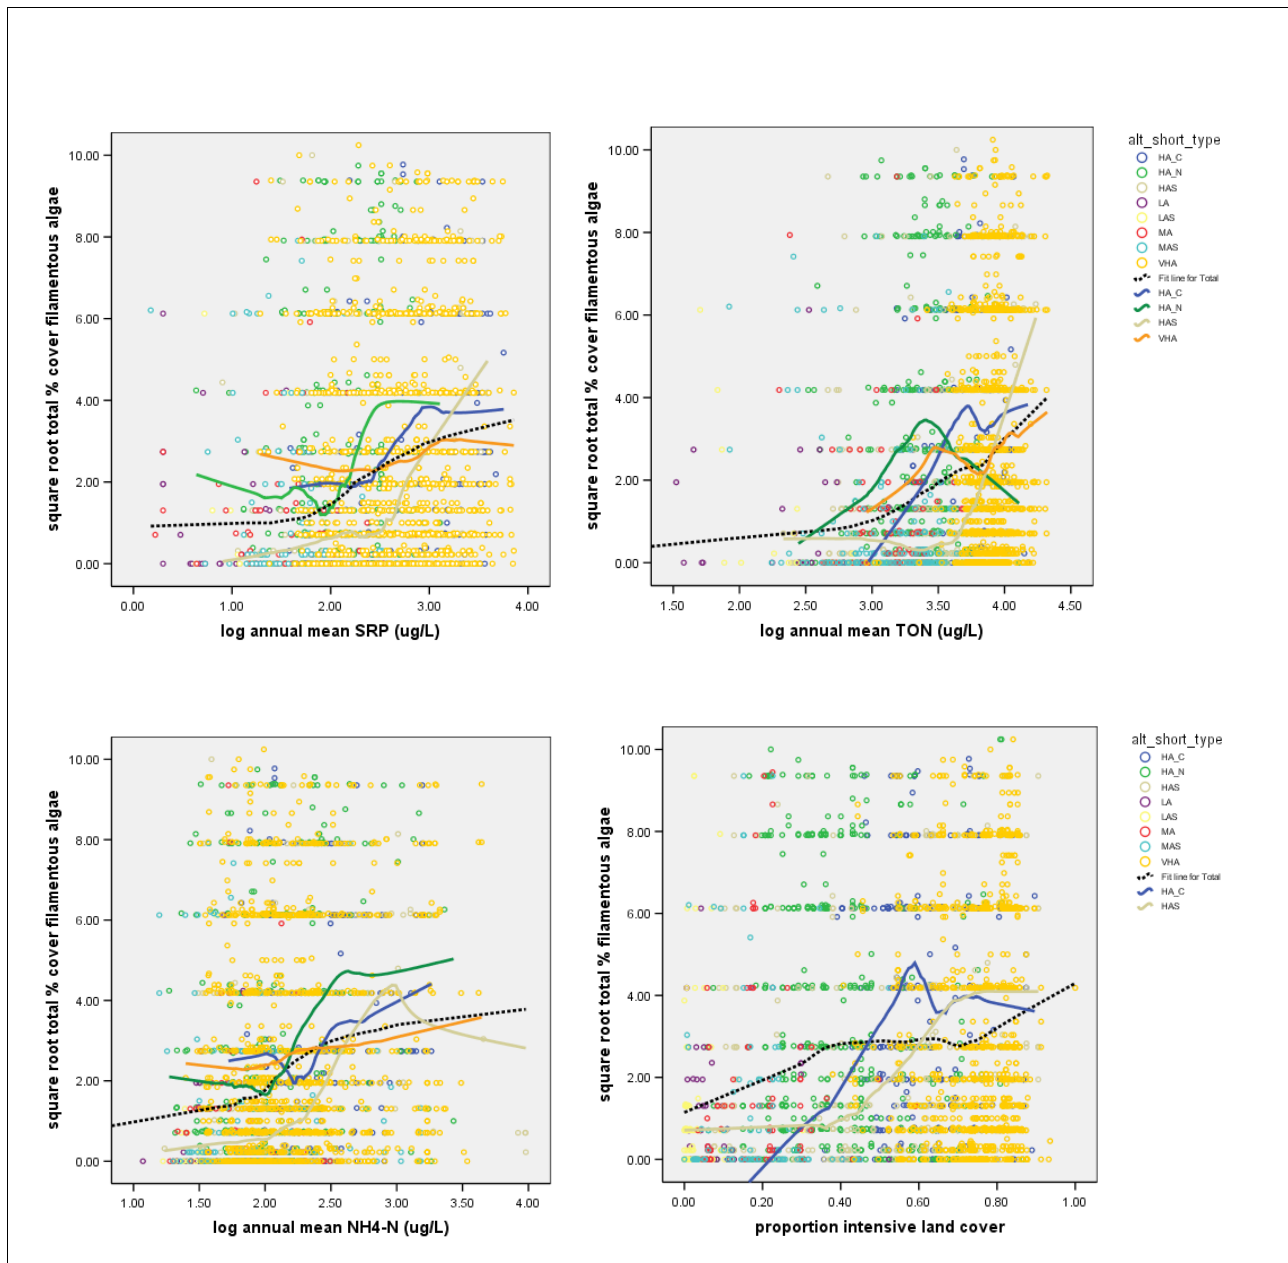 square root total % cover filamentous algae
10.00
8.00
6.00
4.00
2.00
0.00
0.00 1.00 2.00 3.00 4.00
log annual mean SRP (ug/L)
square root total % cover filamentous algae
10.00
8.00
6.00
4.00
2.00
0.00
1.50 2.00 2.50 3.00 3.50 4.00 4.50
log annual mean TON (ug/L)
alt_short_type
HA_C
HA_N
HAS
LA
LAS
MA
MAS
VHA
Fit line for Total
HA_C
HA_N
HAS
VHA
square root total % cover filamentous algae
10.00
8.00
6.00
4.00
2.00
0.00
1.00 2.00 2.50 3.00 3.50 4.00
log annual mean NH4-N (ug/L)
square root total % filamentous algae
10.00
8.00
6.00
4.00
2.00
0.00
0.00 0.20 0.40 0.60 0.80 1.00
proportion intensive land cover
alt_short_type
HA_C
HA_N
HAS
LA
LAS
MA
MAS
VHA
Fit line for Total
HA_C
HAS